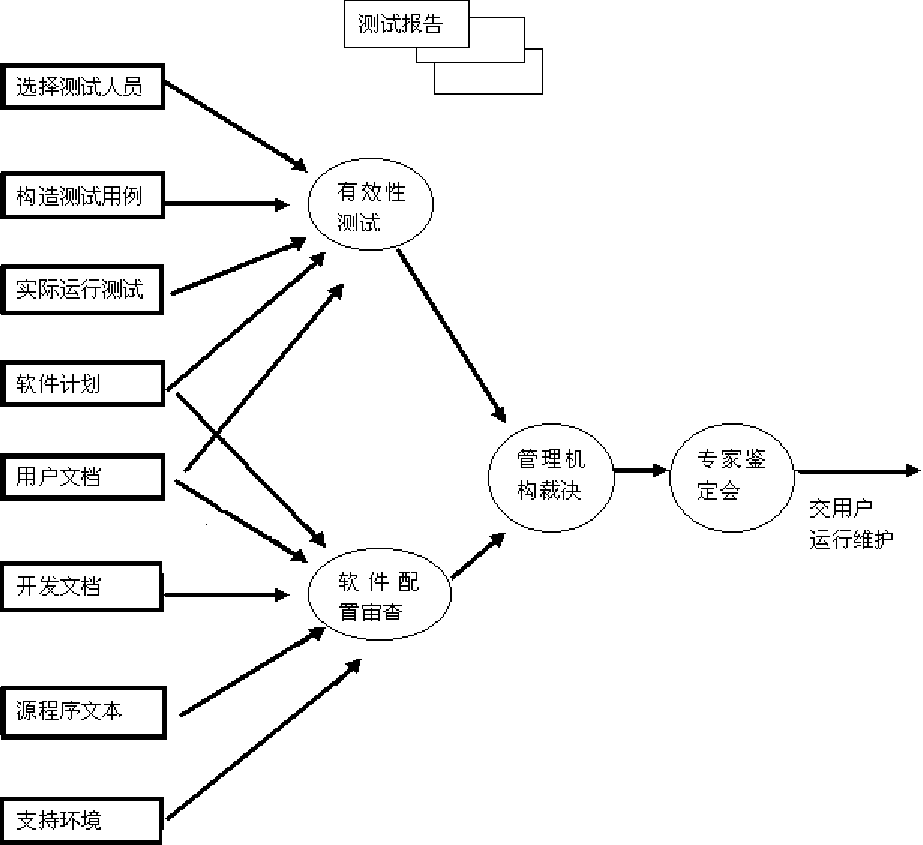 测试报告
选择测试人员
构造测试用例
有效性
测试
实际运行测试
软件计划
用户文档
管理机
构裁决
专家鉴
定会
交用户
运行维护
开发文档
软件配
置宙查
源程序文本
支持环境